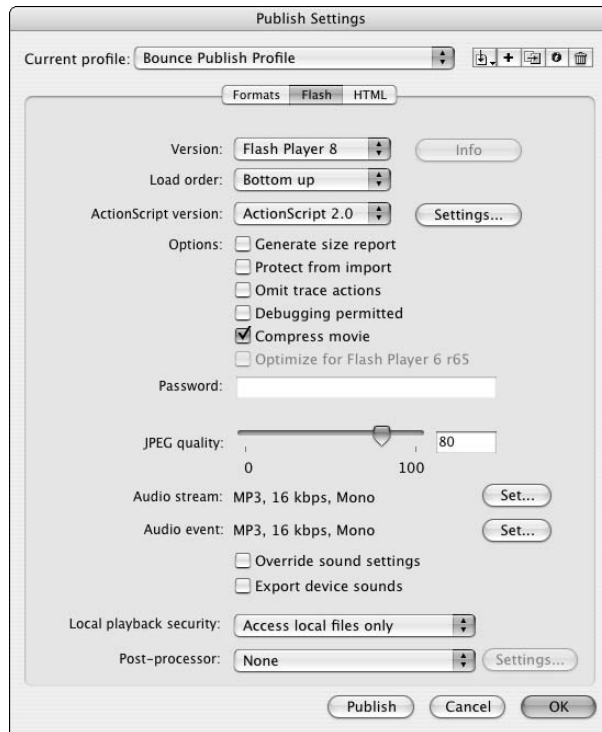 Publish Settings
Current profile: Bounce Publish Profile
Formats Flash HTML
Version: Flash Player 8 Info
Load order: Bottom up
ActionScript version: ActionScript 2.0 Settings...
Options: Generate size report
Protect from import
Omit trace actions
Debugging permitted
Compress movie
Optimize for Flash Player 6 r65
Password:
JPEG quality: 80
0 100
Audio stream: MP3, 16 kbps, Mono Set...
Audio event: MP3, 16 kbps, Mono Set...
Override sound settings
Export device sounds
Local playback security: Access local files only
Post-processor: None Settings...
Publish Cancel OK